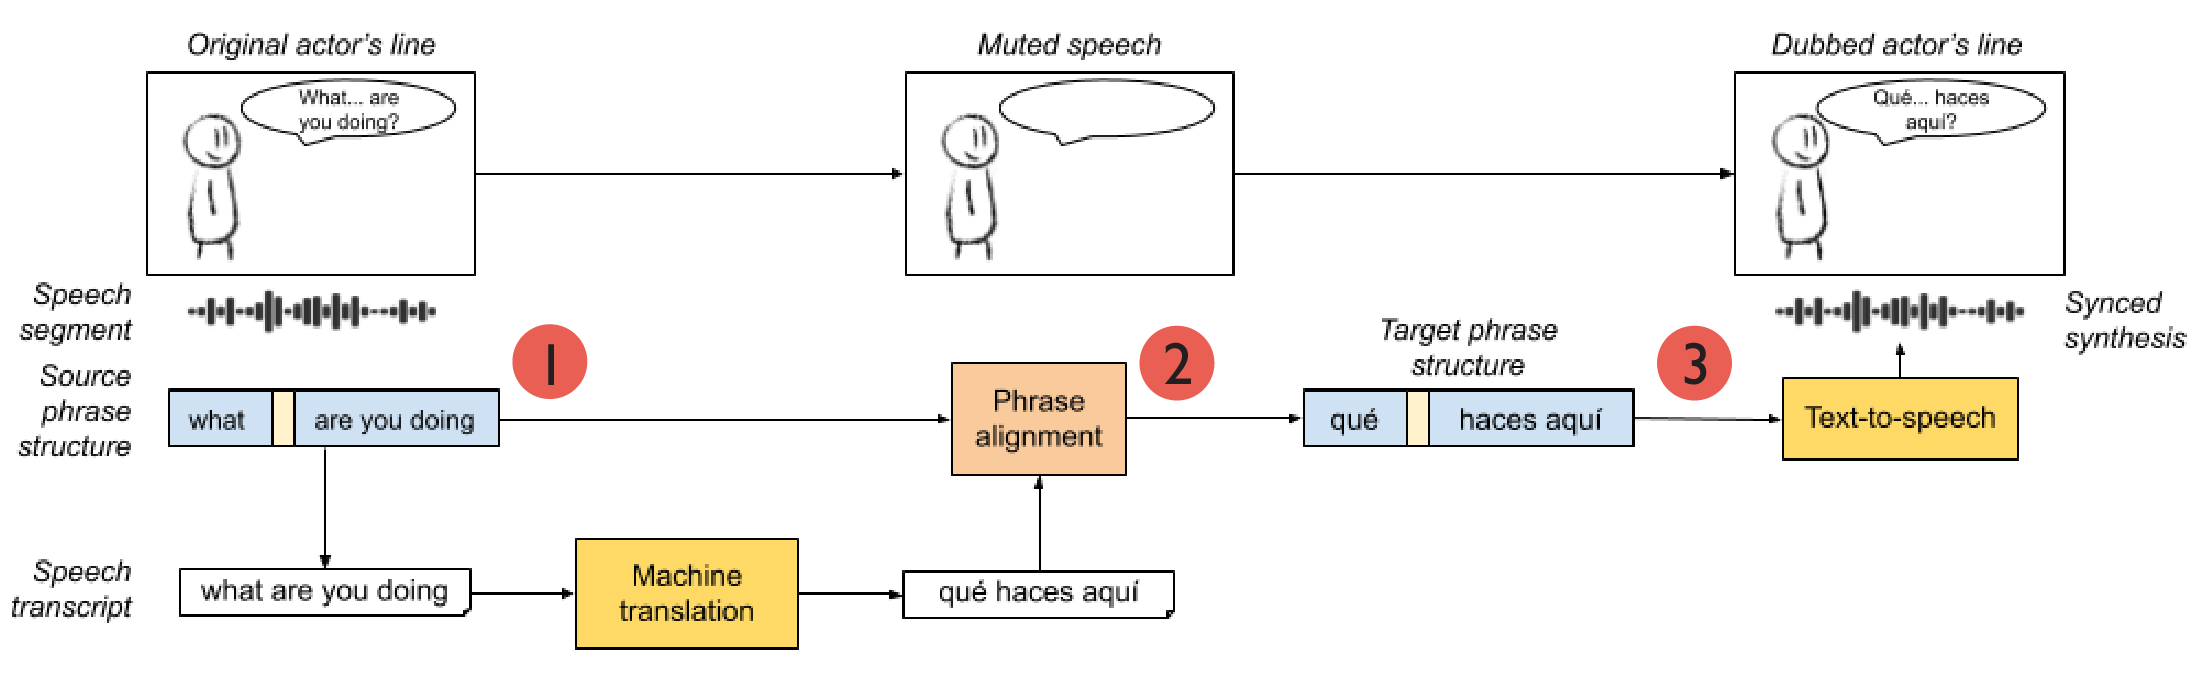 Original actor's line
Muted speech
Dubbed actor's line
What... are
you doing?
Qué... haces
aquí?
Speech
segment
Synced
synthesis
Source
phrase
structure
what
are you doing
1
Phrase
alignment
2
Target phrase
structure
qué
haces aquí
3
Text-to-speech
Speech
transcript
what are you doing
Machine
translation
qué haces aquí